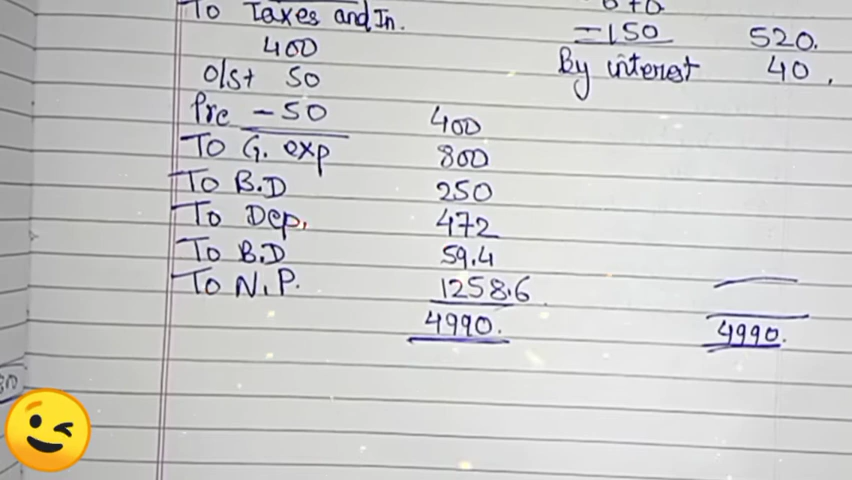 To Taxes and In.
400
O/s+ 50
Pre - 50 400
To G. exp 800
To B.D 250
To Dep. 472
To B.D 59.4
To N.P. 1258.6
4990.
=150 520.
By interest 40.
4990.